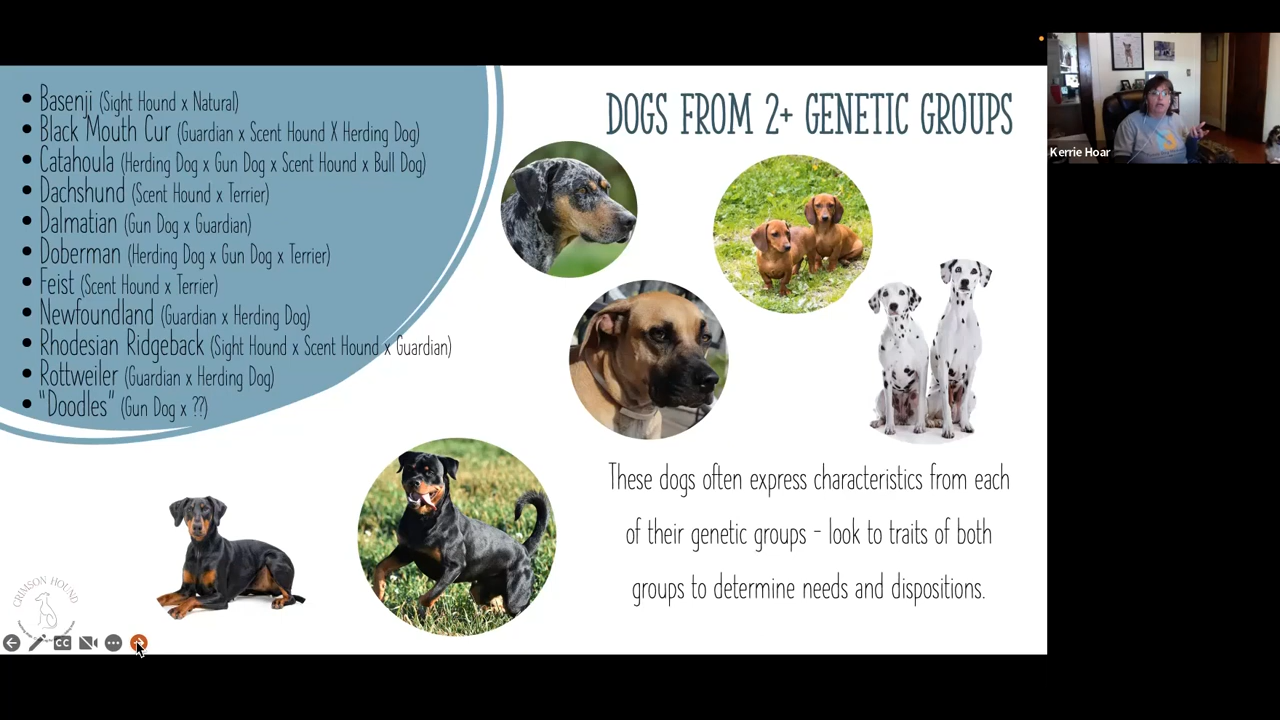 DOGS FROM 2+ GENETIC GROUPS
• Basenji (Sight Hound x Natural)
• Black Mouth Cur (Guardian x Scent Hound X Herding Dog)
• Catahoula (Herding Dog x Gun Dog x Scent Hound x Bull Dog)
• Dachshund (Scent Hound x Terrier)
• Dalmatian (Gun Dog x Guardian)
• Doberman (Herding Dog x Gun Dog x Terrier)
• Feist (Scent Hound x Terrier)
• Newfoundland (Guardian x Herding Dog)
• Rhodesian Ridgeback (Sight Hound x Scent Hound x Guardian)
• Rottweiler (Guardian x Herding Dog)
• "Doodles" (Gun Dog x ??)
These dogs often express characteristics from each
of their genetic groups - look to traits of both
groups to determine needs and dispositions.
CRIMSON HOUND
CC
Kerrie Hoar